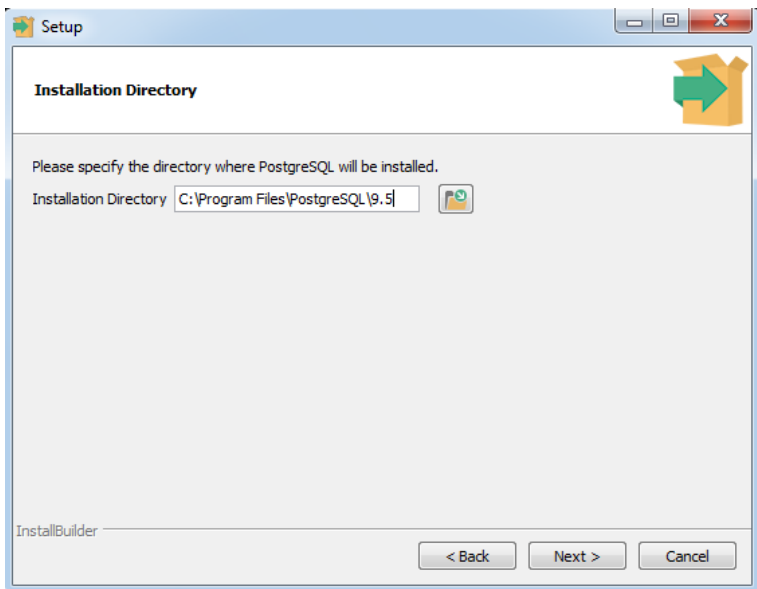 Setup
Installation Directory
Please specify the directory where PostgreSQL will be installed.
Installation Directory C:\Program Files\PostgreSQL\9.5
InstallBuilder
< Back Next > Cancel